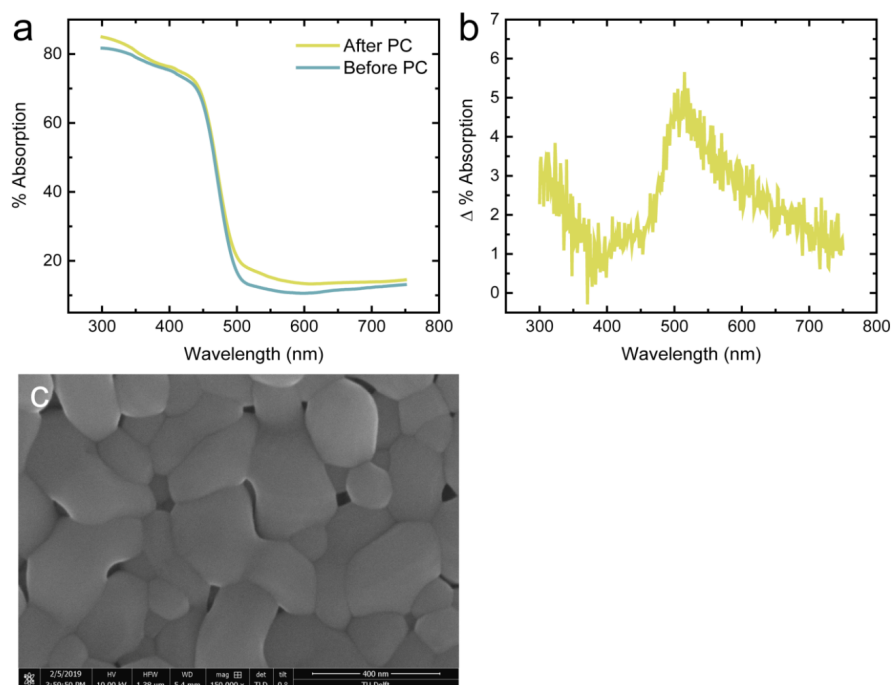 a
After PC
Before PC
80
60
40
20
% Absorption
300 400 500 600 700 800
Wavelength (nm)
b
7
6
5
4
3
2
1
0
Δ % Absorption
300 400 500 600 700 800
Wavelength (nm)
c
2/5/2019 HV HFW WD mag det tilt 400 nm